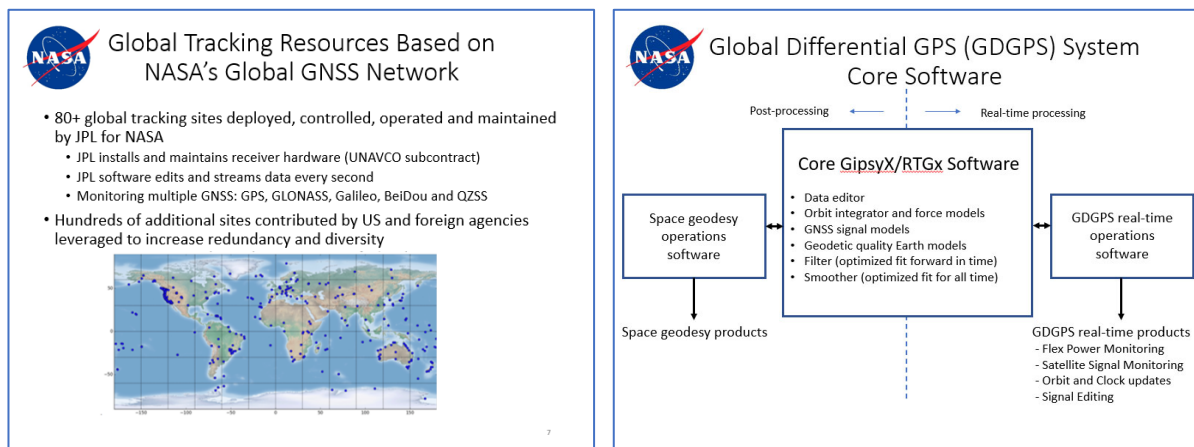 NASA
Global Tracking Resources Based on
NASA's Global GNSS Network
• 80+ global tracking sites deployed, controlled, operated and maintained
by JPL for NASA
• JPL installs and maintains receiver hardware (UNAVCO subcontract)
• JPL software edits and streams data every second
• Monitoring multiple GNSS: GPS, GLONASS, Galileo, BeiDou and QZSS
• Hundreds of additional sites contributed by US and foreign agencies
leveraged to increase redundancy and diversity
50
0
-50
-150
-100
-50
0
50
100
150
7
NASA
Global Differential GPS (GDGPS) System
Core Software
Post-processing
Real-time processing
Core GipsyX/RTGx Software
• Data editor
• Orbit integrator and force models
• GNSS signal models
• Geodetic quality Earth models
• Filter (optimized fit forward in time)
• Smoother (optimized fit for all time)
Space geodesy
operations
software
GDGPS real-time
operations
software
Space geodesy products
GDGPS real-time products
- Flex Power Monitoring
- Satellite Signal Monitoring
- Orbit and Clock updates
- Signal Editing